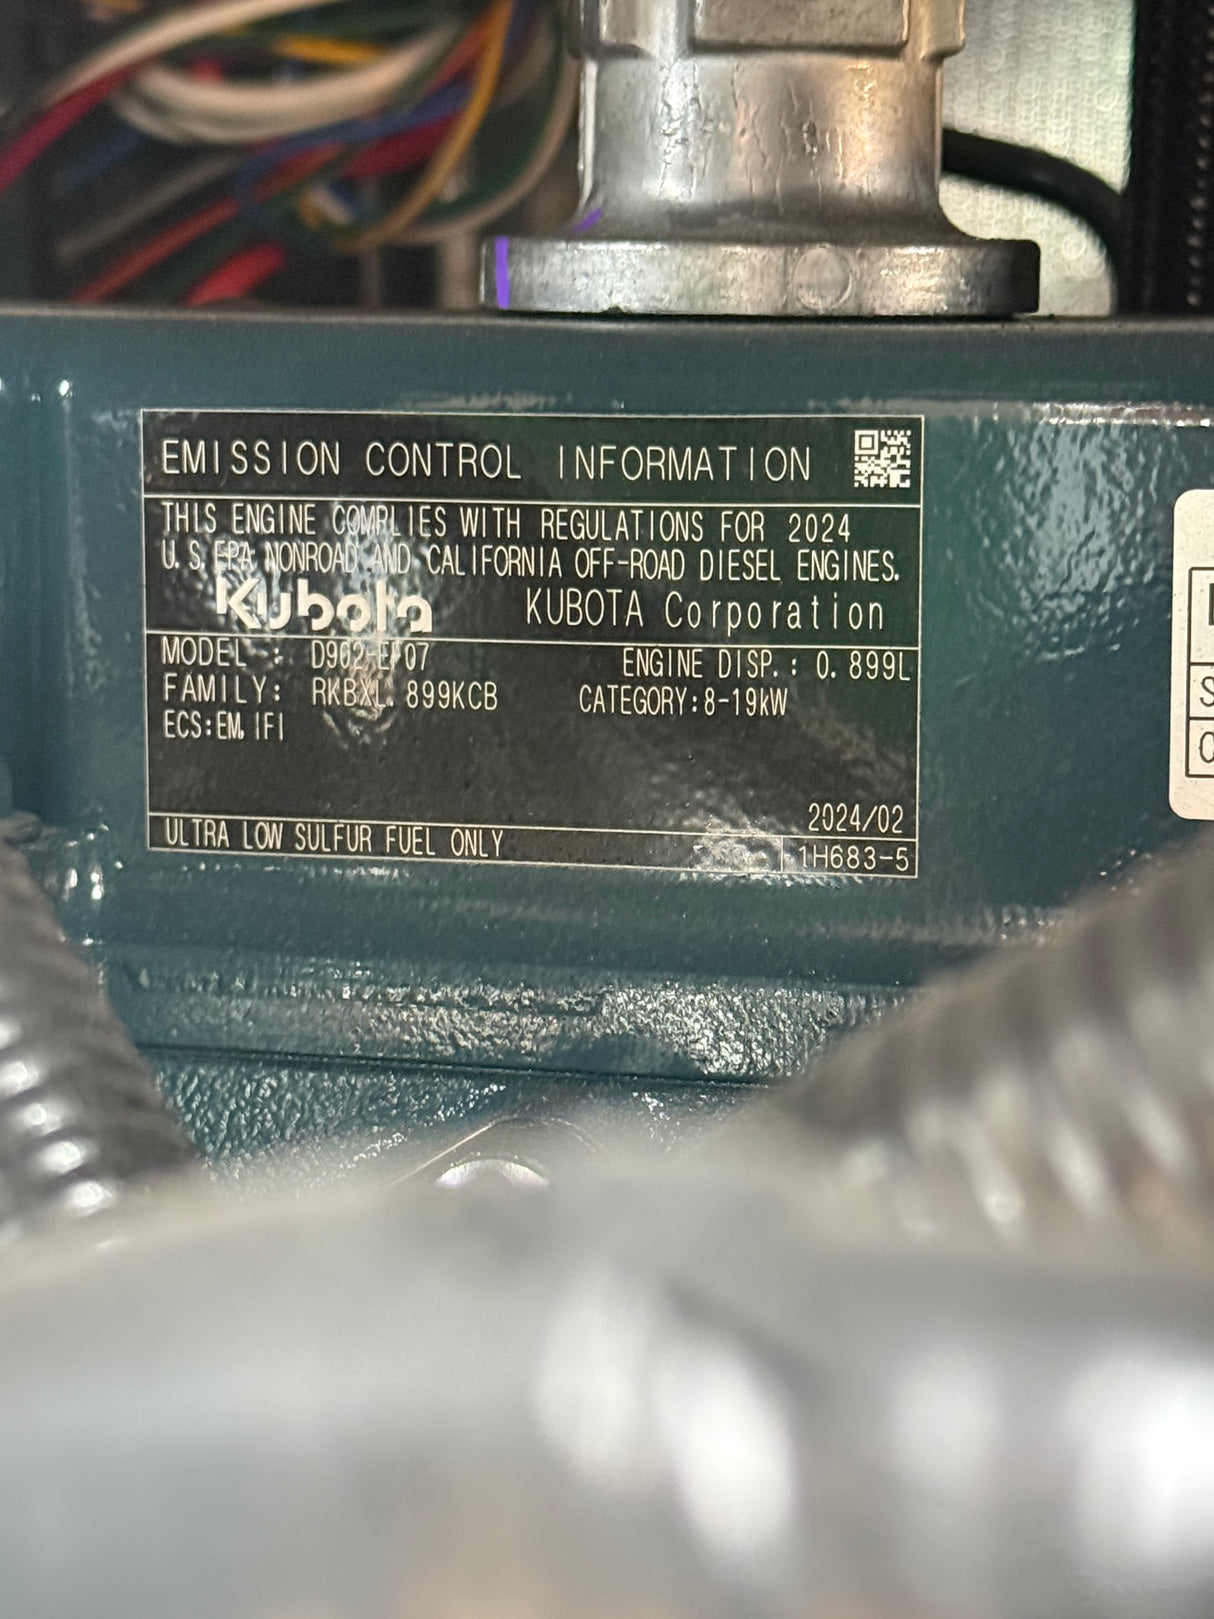 EMISSION CONTROL INFORMATION
THIS ENGINE COMPLIES WITH REGULATIONS FOR 2024
U.S.EPA NONROAD AND CALIFORNIA OFF-ROAD DIESEL ENGINES.
Kubota KUBOTA Corporation
MODEL : D902-EF07 ENGINE DISP.: 0.899L
FAMILY: RKBXL.899KCB CATEGORY:8-19kW
ECS:EM,IFI
2024/02
ULTRA LOW SULFUR FUEL ONLY 1H683-5